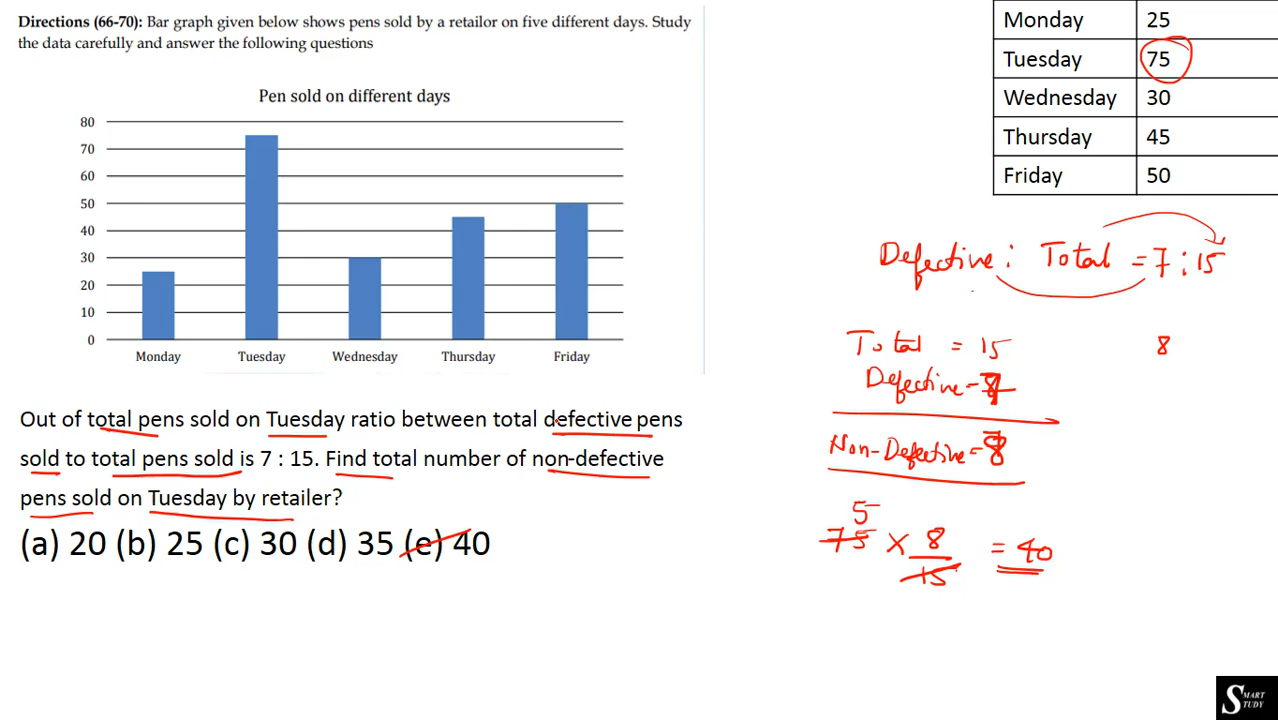 Directions (66-70): Bar graph given below shows pens sold by a retailor on five different days. Study
the data carefully and answer the following questions
Pen sold on different days
80
70
60
50
40
30
20
10
0
Monday Tuesday Wednesday Thursday Friday
Out of total pens sold on Tuesday ratio between total defective pens
sold to total pens sold is 7 : 15. Find total number of non-defective
pens sold on Tuesday by retailer?
(a) 20 (b) 25 (c) 30 (d) 35 (e) 40
Monday 25
Tuesday 75
Wednesday 30
Thursday 45
Friday 50
Defective : Total = 7 : 15
Total = 15 8
Defective = 7
Non-Defective = 8
5
75 × 8
15
= 40
SMART
STUDY